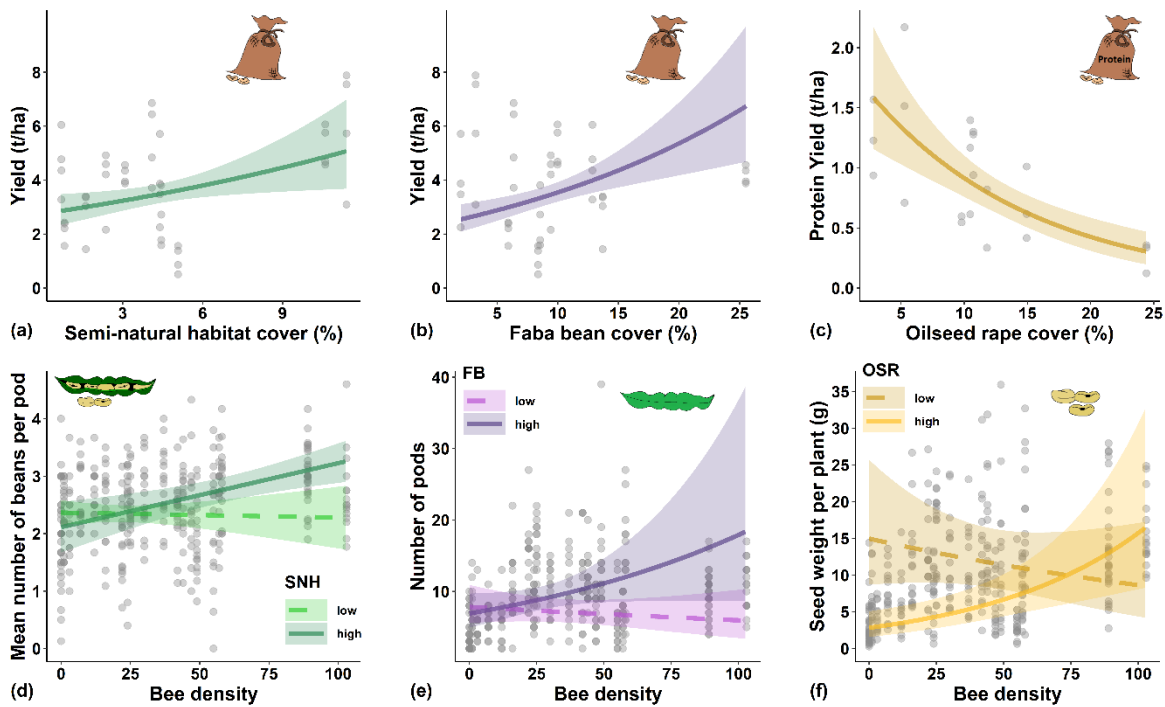 Yield (t/ha)
8
6
4
2
0
3
6
9
(a)
Semi-natural habitat cover (%)
Yield (t/ha)
8
6
4
2
0
5
10
15
20
25
(b)
Faba bean cover (%)
Protein
Protein Yield (t/ha)
2.0
1.5
1.0
0.5
0.0
5
10
15
20
25
(c)
Oilseed rape cover (%)
Mean number of beans per pod
4
3
2
1
0
SNH
low
high
0
25
50
75
100
(d)
Bee density
FB
low
high
Number of pods
40
30
20
10
0
25
50
75
100
(e)
Bee density
OSR
low
high
Seed weight per plant (g)
35
30
25
20
15
10
5
0
0
25
50
75
100
(f)
Bee density